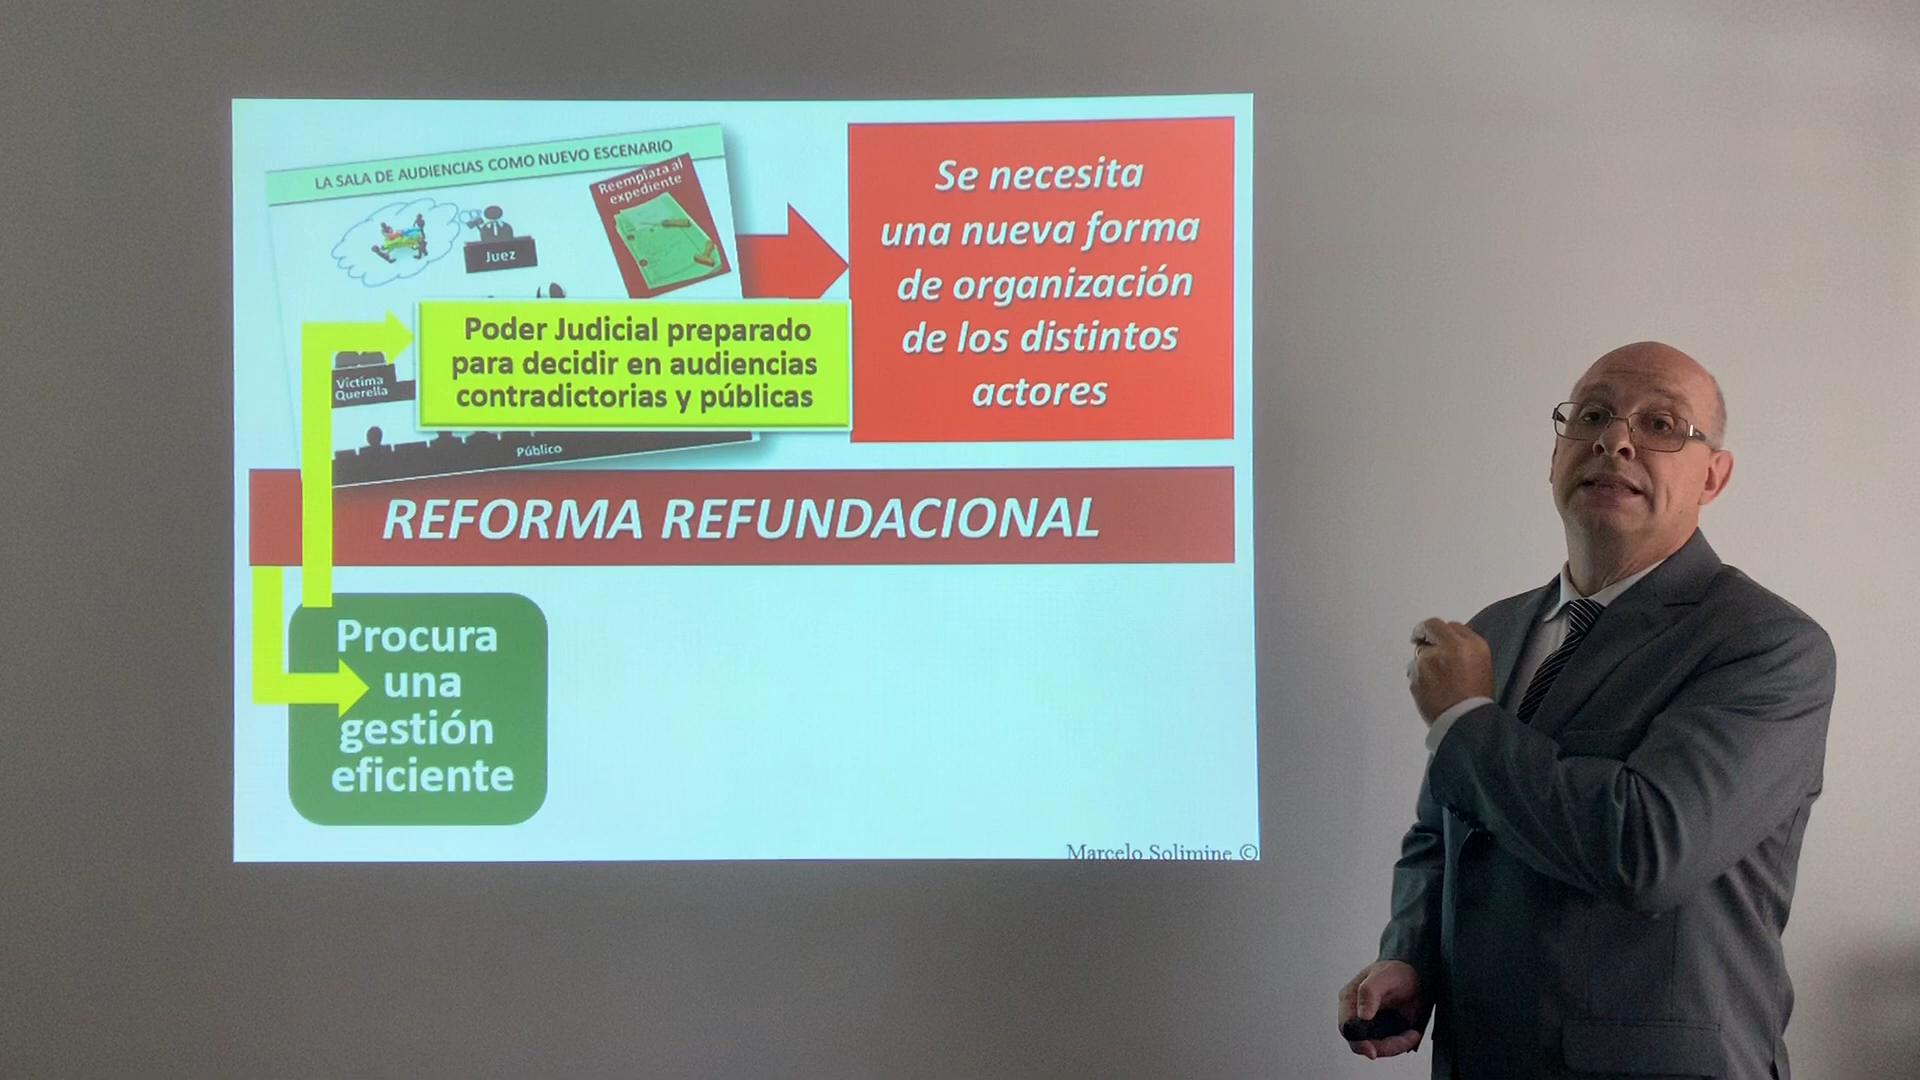 LA SALA DE AUDIENCIAS COMO NUEVO ESCENARIO
Reemplaza al
expediente
Juez
Se necesita
una nueva forma
de organización
de los distintos
actores
Poder Judicial preparado
para decidir en audiencias
contradictorias y públicas
Víctima
Querella
Público
REFORMA REFUNDACIONAL
Procura
una
gestión
eficiente
Marcelo Solimine ©